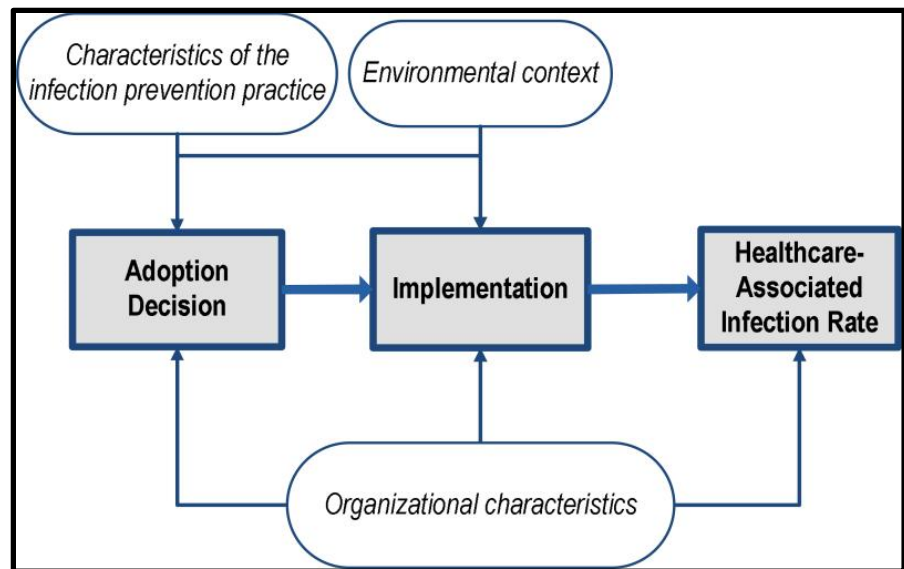 Characteristics of the
infection prevention practice
Environmental context
Adoption
Decision
Implementation
Healthcare-
Associated
Infection Rate
Organizational characteristics